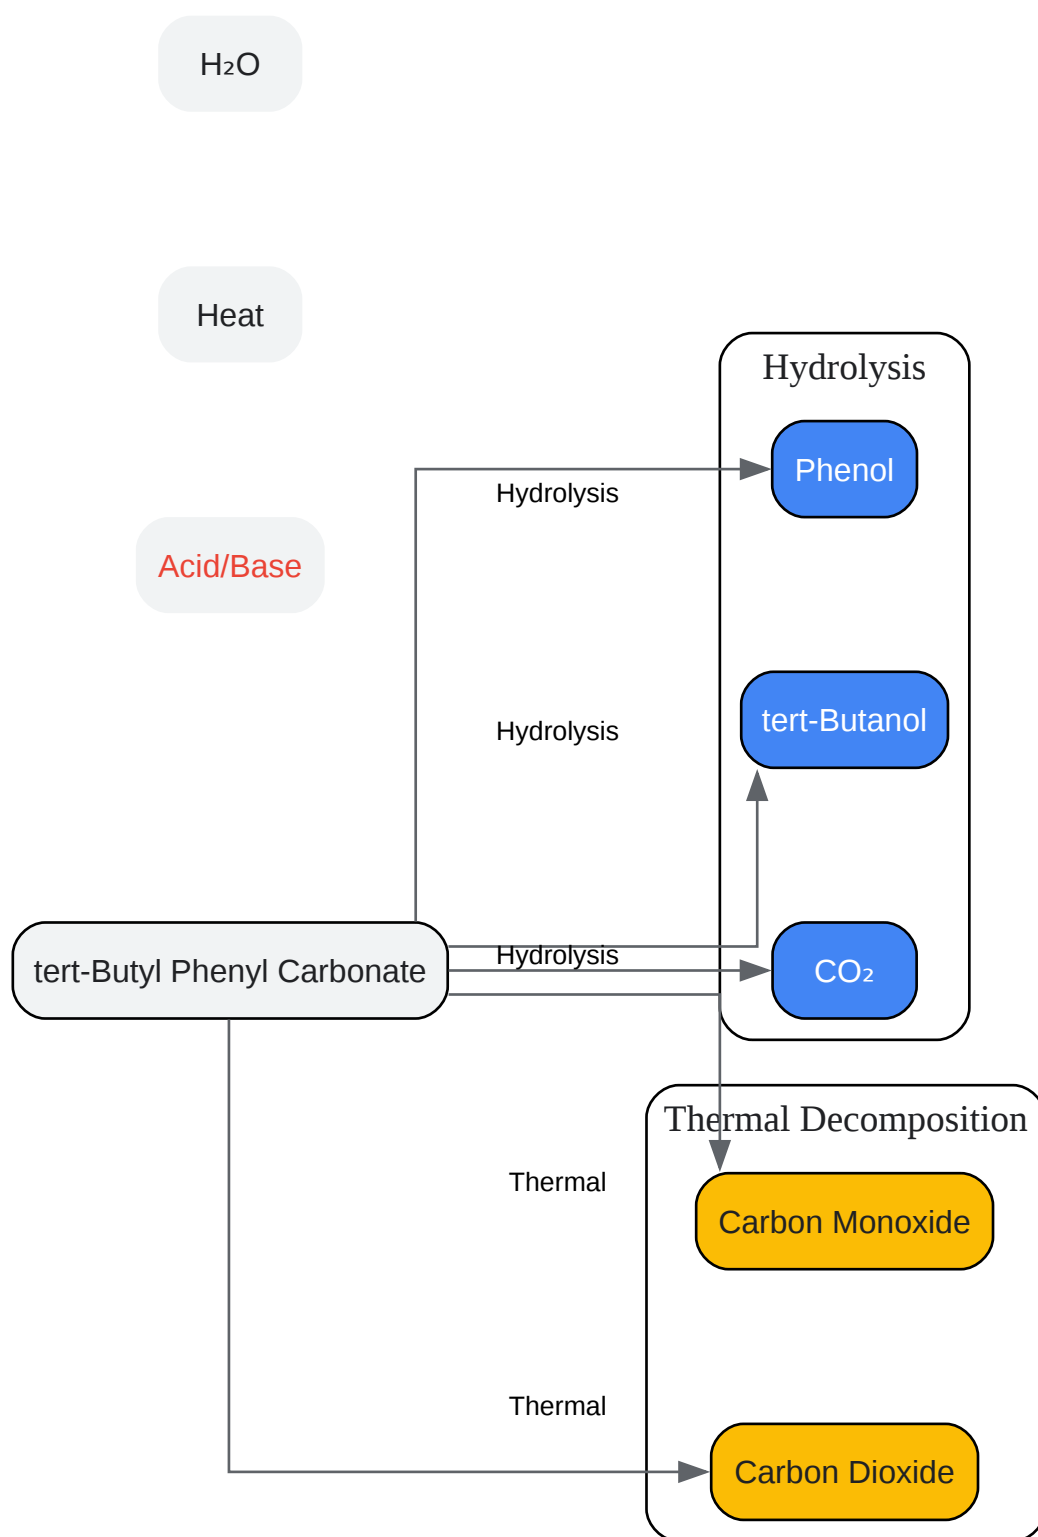 H₂O
Heat
Hydrolysis
Phenol
Hydrolysis
Acid/Base
tert-Butanol
Hydrolysis
Hydrolysis
tert-Butyl Phenyl Carbonate
CO₂
Thermal Decomposition
Thermal
Carbon Monoxide
Thermal
Carbon Dioxide